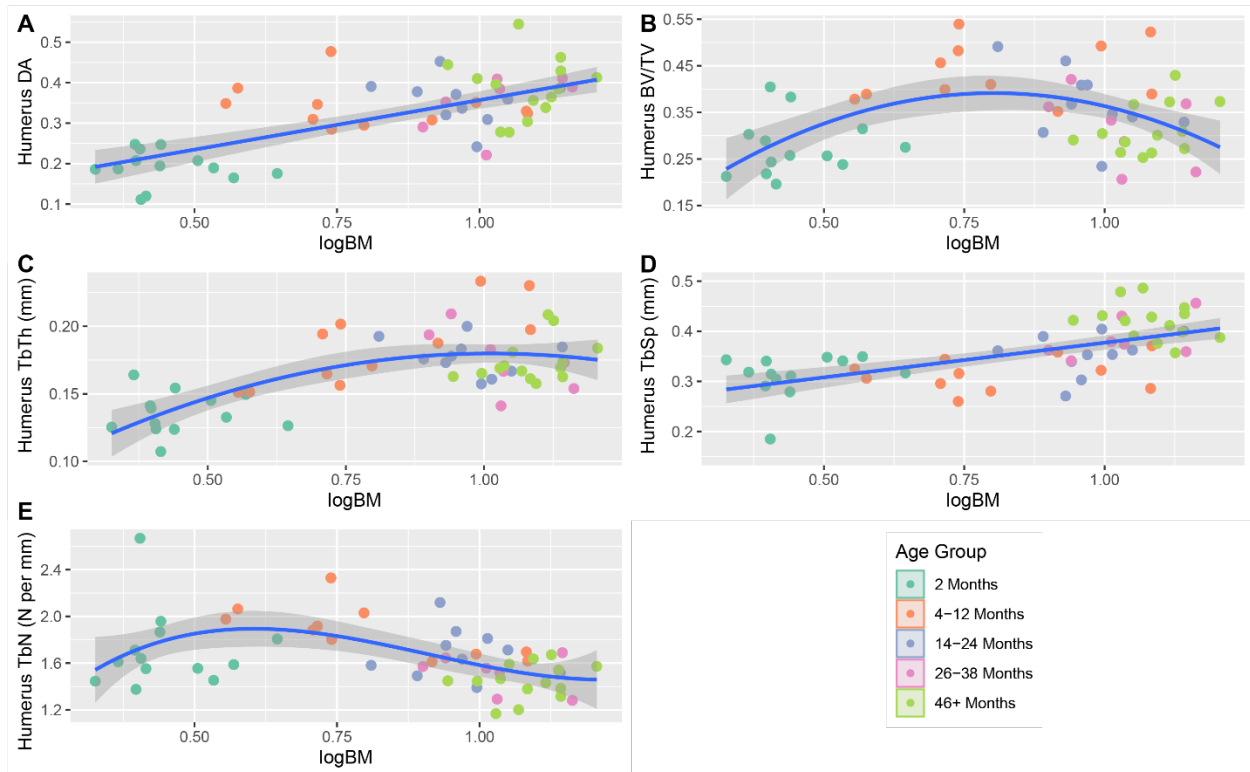 A
Humerus DA
0.5
0.4
0.3
0.2
0.1
0.50
0.75
1.00
logBM
B
Humerus BV/TV
0.55
0.45
0.35
0.25
0.15
0.50
0.75
1.00
logBM
C
Humerus TbTh (mm)
0.20
0.15
0.10
0.50
0.75
1.00
logBM
D
Humerus TbSp (mm)
0.5
0.4
0.3
0.2
0.50
0.75
1.00
logBM
E
Humerus TbN (N per mm)
2.4
2.0
1.6
1.2
0.50
0.75
1.00
logBM
Age Group
2 Months
4−12 Months
14−24 Months
26−38 Months
46+ Months